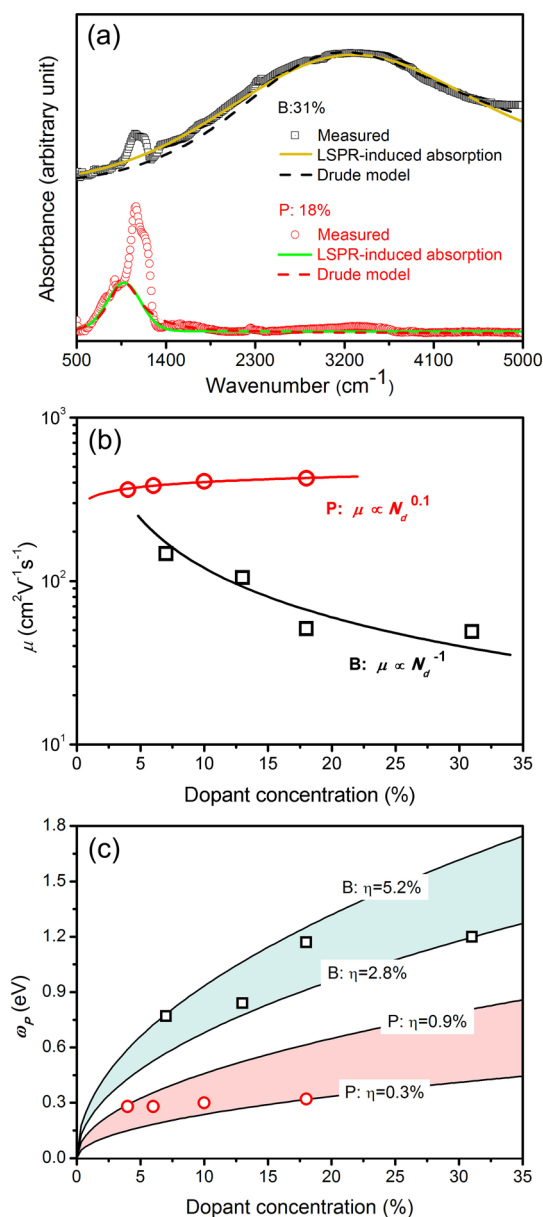 (a)
Absorbance (arbitrary unit)
B:31%
Measured
LSPR-induced absorption
Drude model
P: 18%
Measured
LSPR-induced absorption
Drude model
500 1400 2300 3200 4100 5000
Wavenumber (cm⁻¹)
(b)
10³
10²
10¹
μ (cm²V⁻¹s⁻¹)
P: μ ∝ N_d^0.1
B: μ ∝ N_d^-1
0 5 10 15 20 25 30 35
Dopant concentration (%)
(c)
1.8
1.5
1.2
0.9
0.6
0.3
0.0
ω_P (eV)
B: η=5.2%
B: η=2.8%
P: η=0.9%
P: η=0.3%
0 5 10 15 20 25 30 35
Dopant concentration (%)